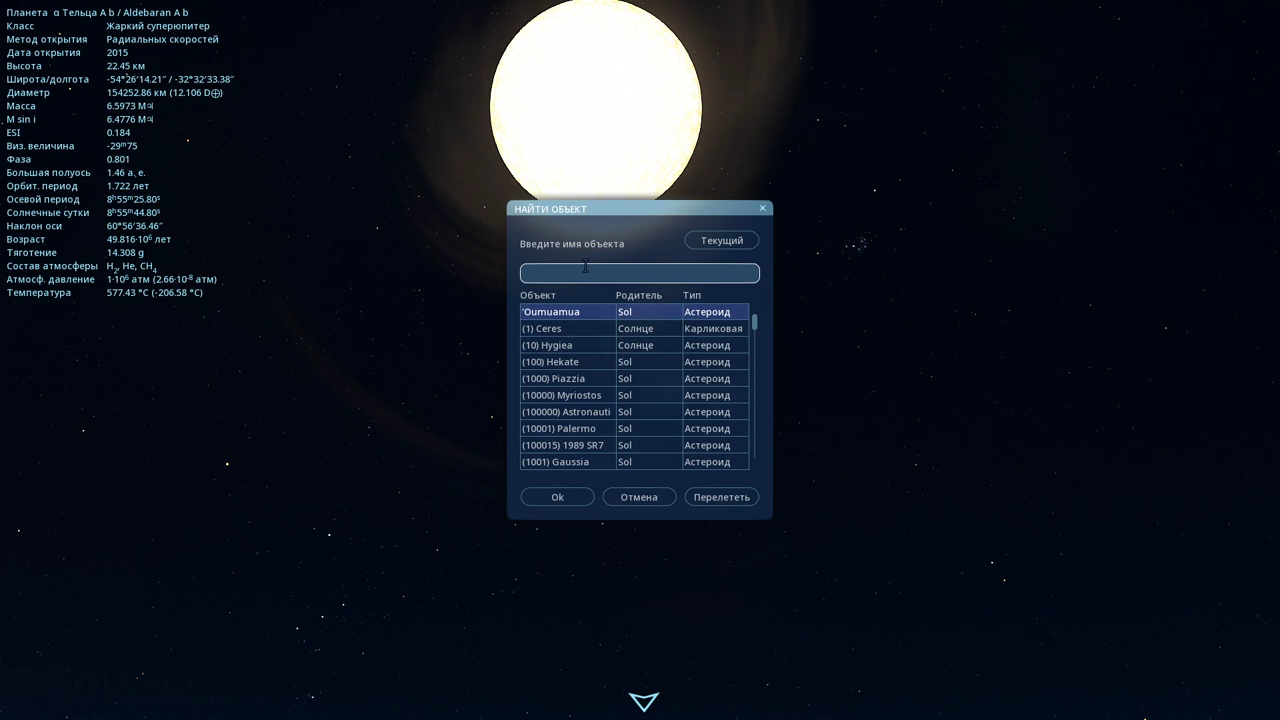 Планета α Тельца A b / Aldebaran A b
Класс Жаркий суперюпитер
Метод открытия Радиальных скоростей
Дата открытия 2015
Высота 22.45 км
Широта/долгота -54°26′14.21″ / -32°32′33.38″
Диаметр 154252.86 км (12.106 D⊕)
Масса 6.5973 M♃
M sin i 6.4776 M♃
ESI 0.184
Виз. величина -29ᵐ75
Фаза 0.801
Большая полуось 1.46 а. е.
Орбит. период 1.722 лет
Осевой период 8ʰ55ᵐ25.80ˢ
Солнечные сутки 8ʰ55ᵐ44.80ˢ
Наклон оси 60°56′36.46″
Возраст 49.816·10⁶ лет
Тяготение 14.308 g
Состав атмосферы H₂, He, CH₄
Атмосф. давление 1·10⁶ атм (2.66·10⁻⁸ атм)
Температура 577.43 °C (-206.58 °C)
НАЙТИ ОБЪЕКТ ×
Введите имя объекта Текущий
Объект Родитель Тип
ʻOumuamua Sol Астероид
(1) Ceres Солнце Карликовая
(10) Hygiea Солнце Астероид
(100) Hekate Sol Астероид
(1000) Piazzia Sol Астероид
(10000) Myriostos Sol Астероид
(100000) Astronauti Sol Астероид
(10001) Palermo Sol Астероид
(100015) 1989 SR7 Sol Астероид
(1001) Gaussia Sol Астероид
Ok Отмена Перелететь